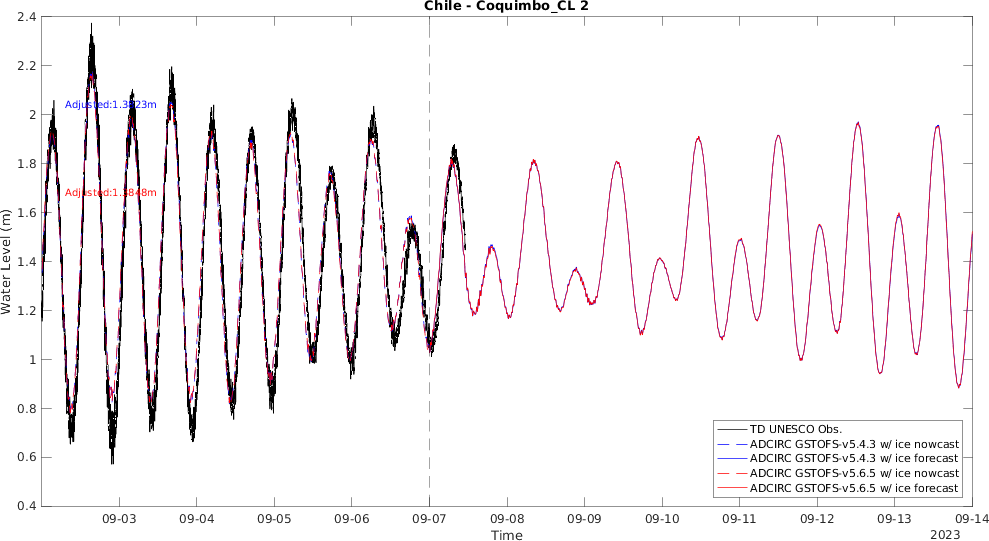 Chile - Coquimbo_CL 2
2.4
2.2
2
1.8
1.6
1.4
1.2
1
0.8
0.6
0.4
Water Level (m)
Adjusted:1.3823m
Adjusted:1.3848m
TD UNESCO Obs.
ADCIRC GSTOFS-v5.4.3 w/ ice nowcast
ADCIRC GSTOFS-v5.4.3 w/ ice forecast
ADCIRC GSTOFS-v5.6.5 w/ ice nowcast
ADCIRC GSTOFS-v5.6.5 w/ ice forecast
09-03 09-04 09-05 09-06 09-07 09-08 09-09 09-10 09-11 09-12 09-13 09-14
Time
2023